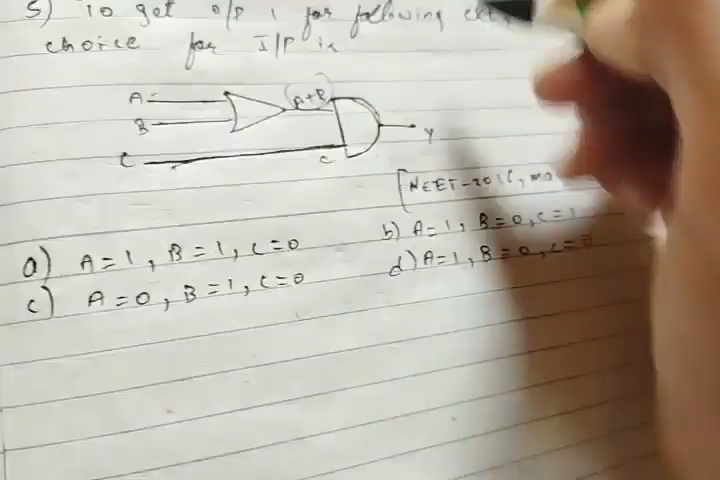 5) To get o/p 1 for following
choice for I/P is
A
(A+B)
B
Y
C
C
[NEET-2016,
a) A=1, B=1, C=0
b) A=1, B=0, C=1
c) A=0, B=1, C=0
d) A=1, B=0, C=0